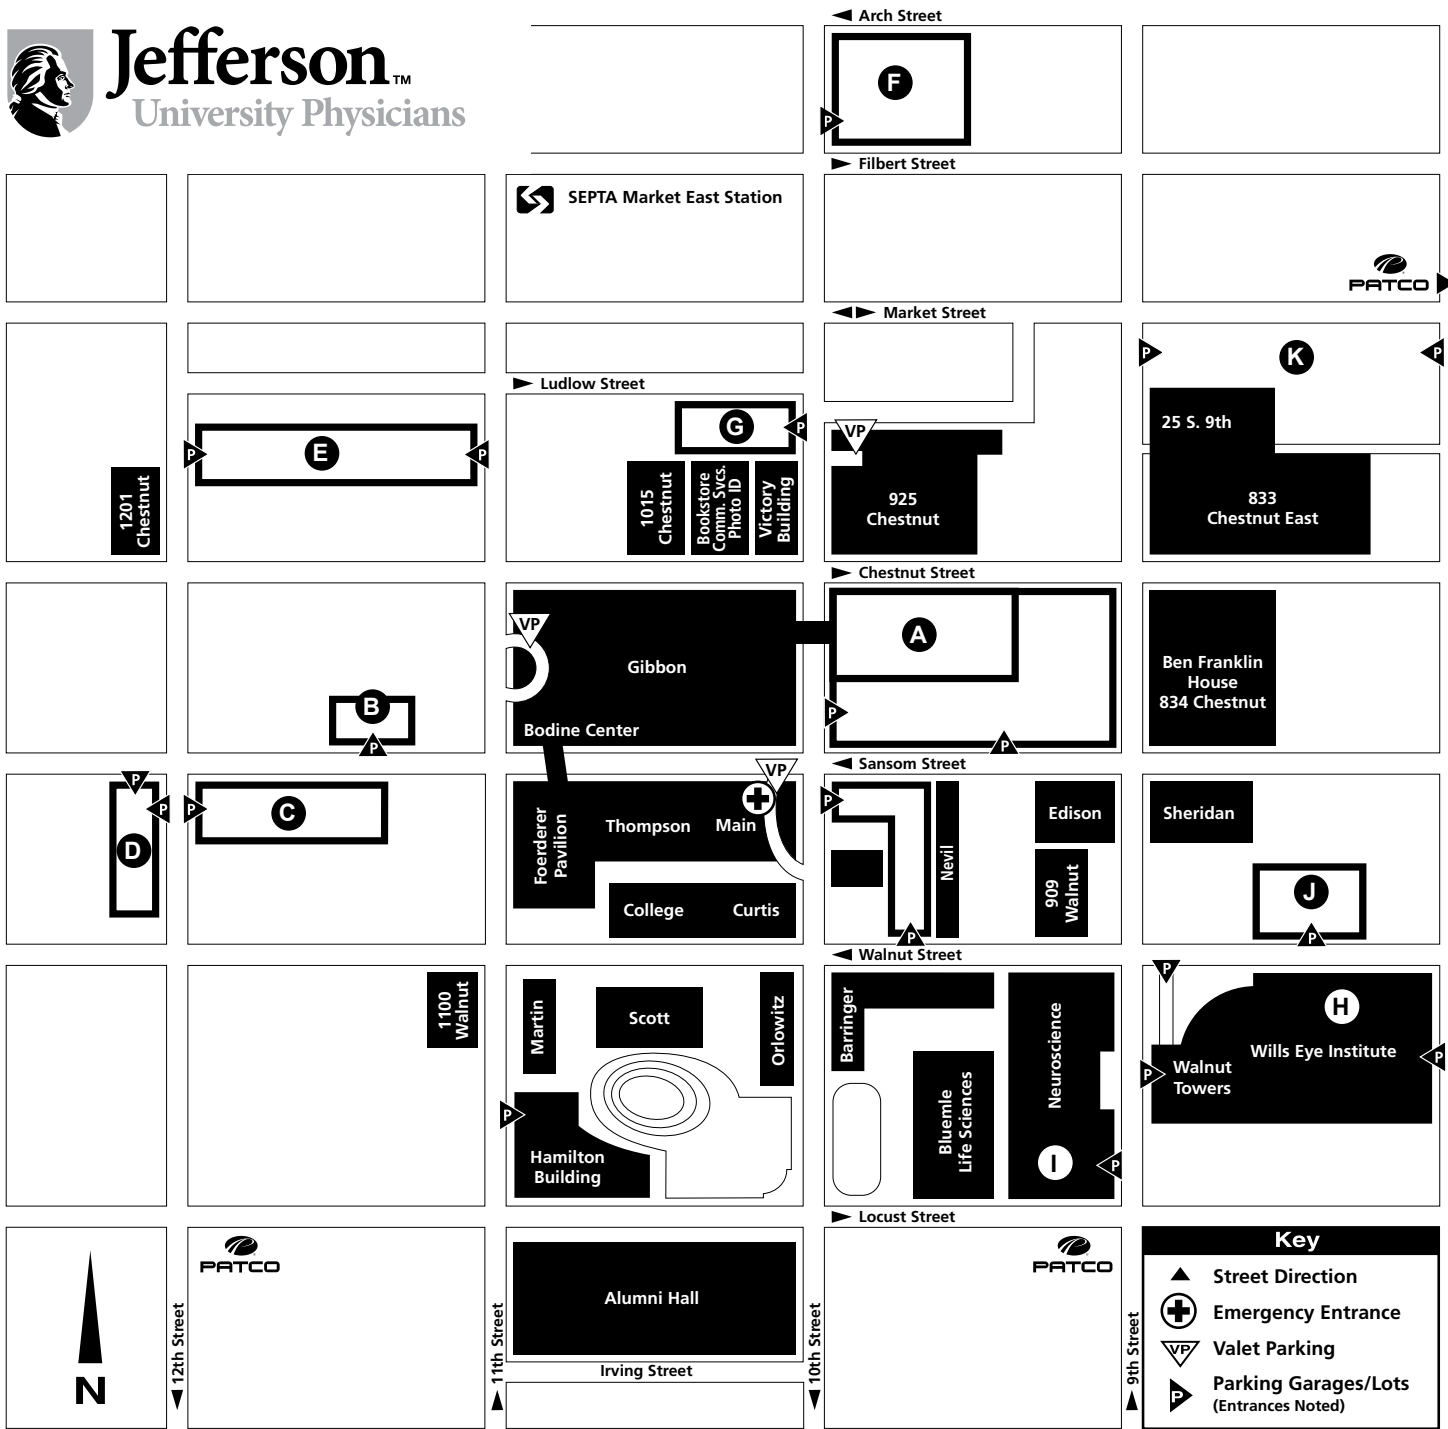 Jefferson™
University Physicians
Arch Street
F
P
Filbert Street
SEPTA Market East Station
PATCO
Market Street
Ludlow Street
P
K
P
25 S. 9th
833
Chestnut East
G
P
VP
925
Chestnut
E
P
P
1201
Chestnut
1015
Chestnut
Bookstore
Comm. Svcs.
Photo ID
Victory
Building
Chestnut Street
VP
Gibbon
Bodine Center
A
P
P
Ben Franklin
House
834 Chestnut
B
P
Sansom Street
P
P
D
P
C
Foerderer
Pavilion
Thompson
Main
VP
College
Curtis
P
P
Nevil
Edison
909
Walnut
Sheridan
J
P
Walnut Street
1100
Walnut
Martin
Scott
Orlowitz
P
Hamilton
Building
Barringer
Bluemle
Life Sciences
Neuroscience
I
P
P
H
Wills Eye Institute
P
Walnut
Towers
P
Locust Street
N
12th Street
PATCO
11th Street
Alumni Hall
Irving Street
10th Street
PATCO
9th Street
Key
Street Direction
Emergency Entrance
VP Valet Parking
P Parking Garages/Lots
(Entrances Noted)